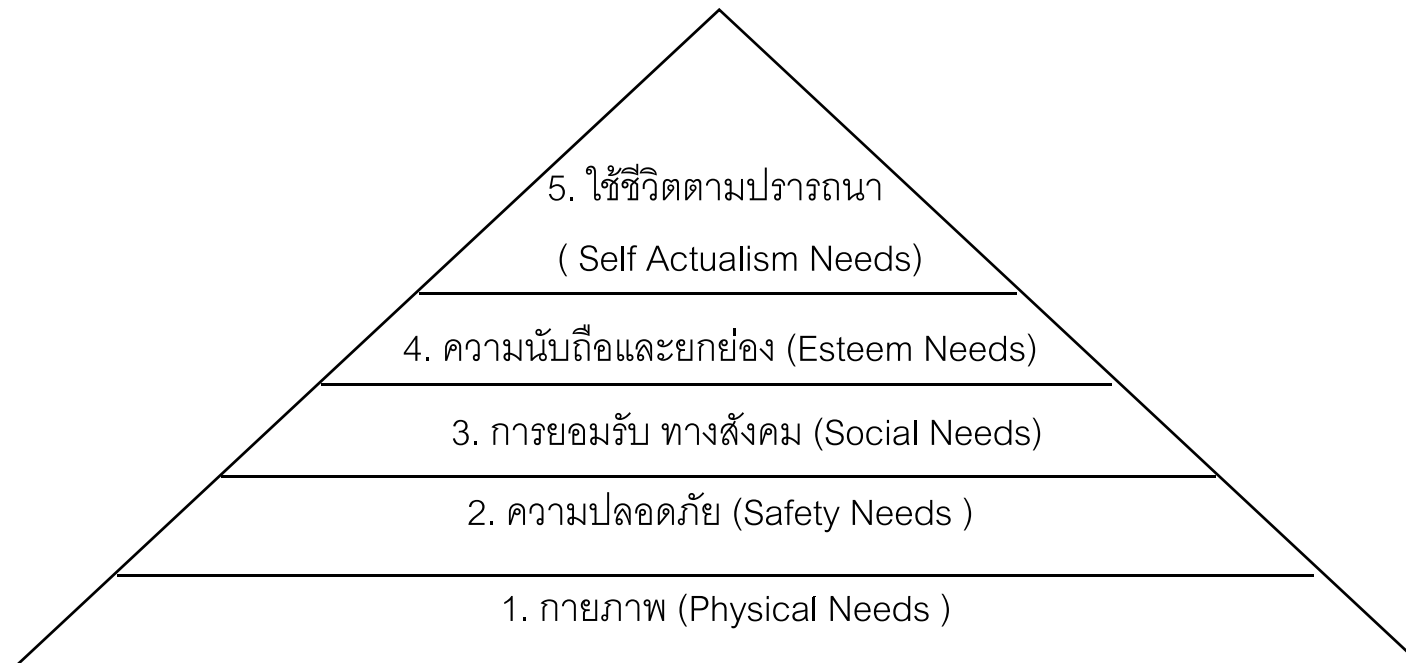 5. ใช้ชีวิตตามปรารถนา
( Self Actualism Needs)
4. ความนับถือและยกย่อง (Esteem Needs)
3. การยอมรับ ทางสังคม (Social Needs)
2. ความปลอดภัย (Safety Needs )
1. กายภาพ (Physical Needs )